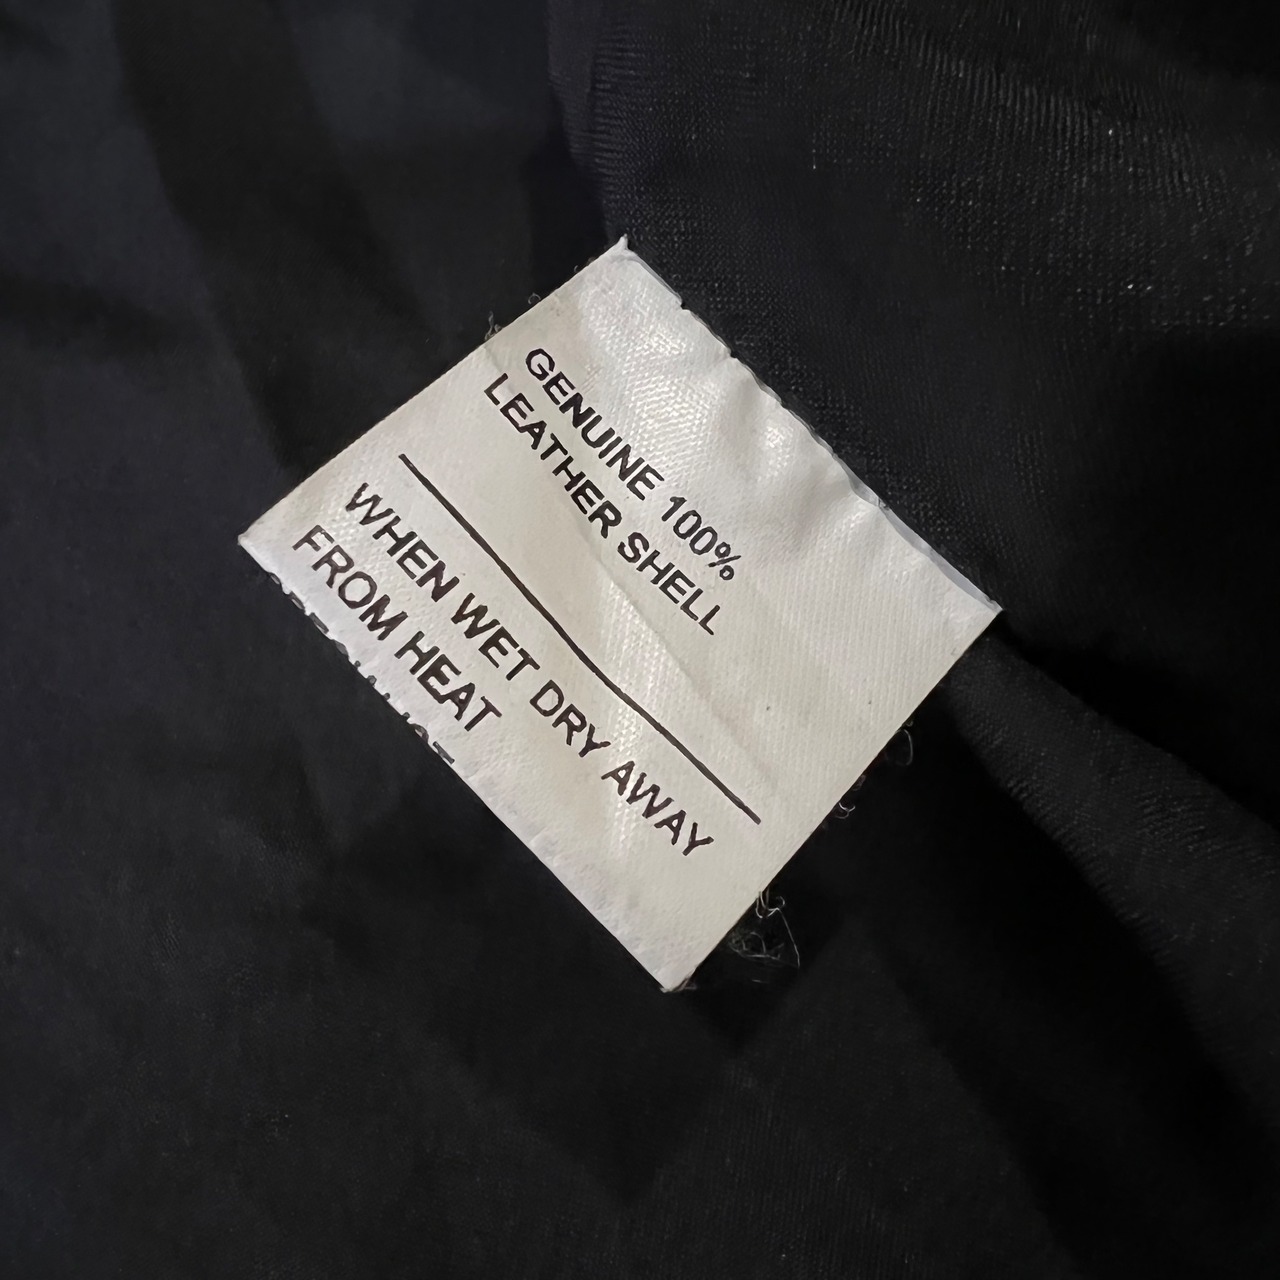 GENUINE 100%
LEATHER SHELL
WHEN WET DRY AWAY
FROM HEAT